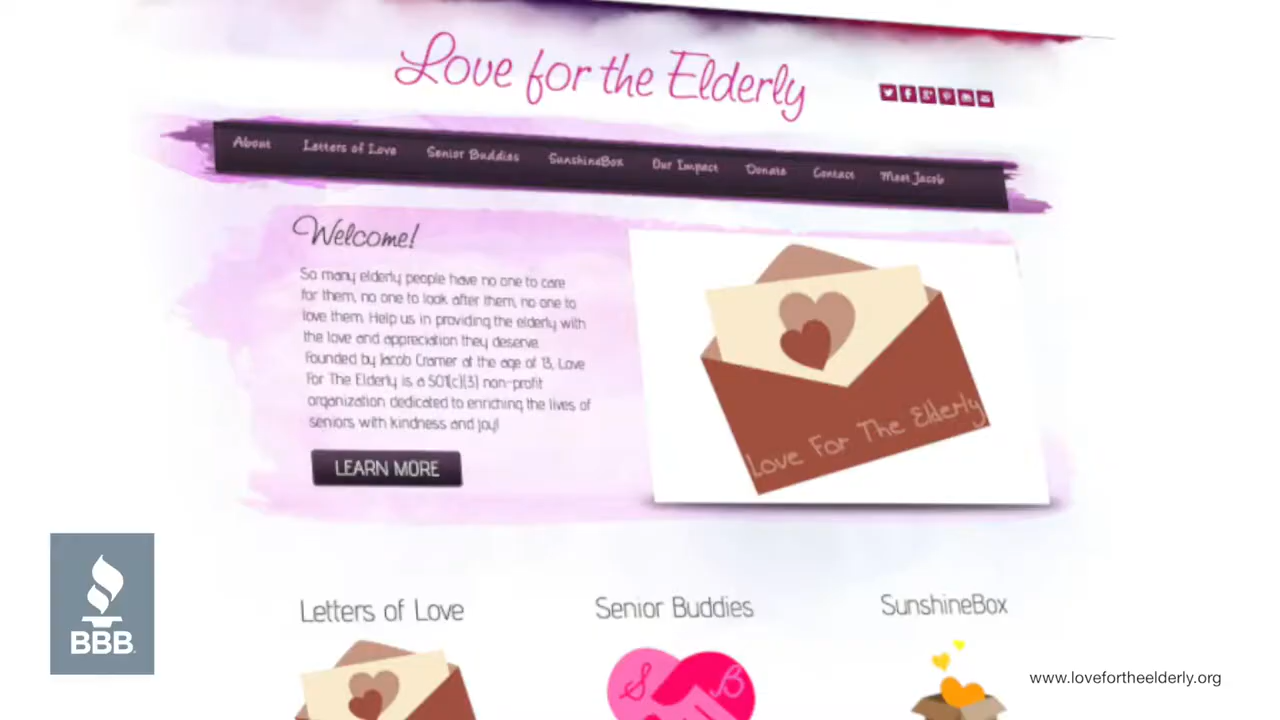 Love for the Elderly
About Letters of Love Senior Buddies SunshineBox Our Impact Donate Contact Meet Jacob
Welcome!
So many elderly people have no one to care
for them, no one to look after them, no one to
love them. Help us in providing the elderly with
the love and appreciation they deserve.
Founded by Jacob Cramer at the age of 13, Love
For The Elderly is a 501(c)(3) non-profit
organization dedicated to enriching the lives of
seniors with kindness and joy!
LEARN MORE
Love For The Elderly
Letters of Love
Senior Buddies
SunshineBox
S B
BBB
www.lovefortheelderly.org